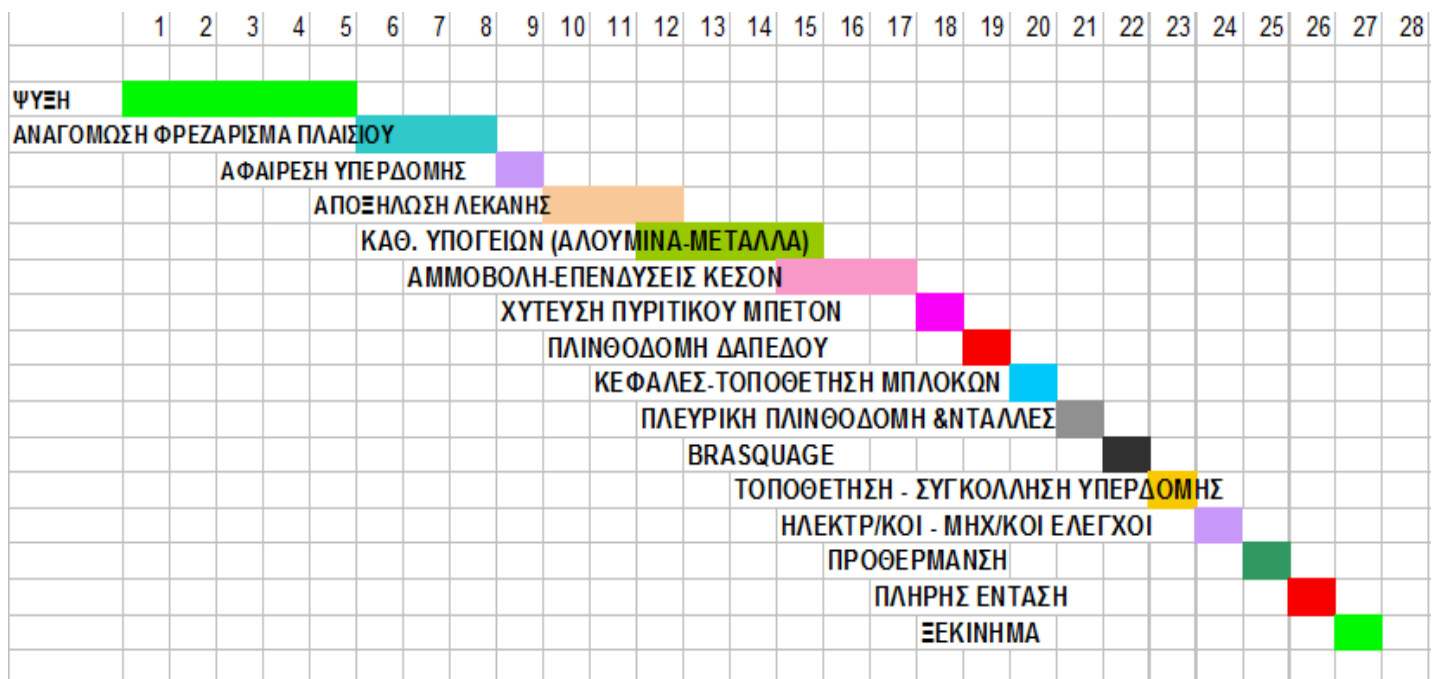 1 2 3 4 5 6 7 8 9 10 11 12 13 14 15 16 17 18 19 20 21 22 23 24 25 26 27 28
ΨΥΞΗ
ΑΝΑΓΟΜΩΣΗ ΦΡΕΖΑΡΙΣΜΑ ΠΛΑΙΣΙΟΥ
ΑΦΑΙΡΕΣΗ ΥΠΕΡΔΟΜΗΣ
ΑΠΟΞΗΛΩΣΗ ΛΕΚΑΝΗΣ
ΚΑΘ. ΥΠΟΓΕΙΩΝ (ΑΛΟΥΜΙΝΑ-ΜΕΤΑΛΛΑ)
ΑΜΜΟΒΟΛΗ-ΕΠΕΝΔΥΣΕΙΣ ΚΕΣΟΝ
ΧΥΤΕΥΣΗ ΠΥΡΙΤΙΚΟΥ ΜΠΕΤΟΝ
ΠΛΙΝΘΟΔΟΜΗ ΔΑΠΕΔΟΥ
ΚΕΦΑΛΕΣ-ΤΟΠΟΘΕΤΗΣΗ ΜΠΛΟΚΩΝ
ΠΛΕΥΡΙΚΗ ΠΛΙΝΘΟΔΟΜΗ &ΝΤΑΛΛΕΣ
BRASQUAGE
ΤΟΠΟΘΕΤΗΣΗ - ΣΥΓΚΟΛΛΗΣΗ ΥΠΕΡΔΟΜΗΣ
ΗΛΕΚΤΡ/ΚΟΙ - ΜΗΧ/ΚΟΙ ΕΛΕΓΧΟΙ
ΠΡΟΘΕΡΜΑΝΣΗ
ΠΛΗΡΗΣ ΕΝΤΑΣΗ
ΞΕΚΙΝΗΜΑ